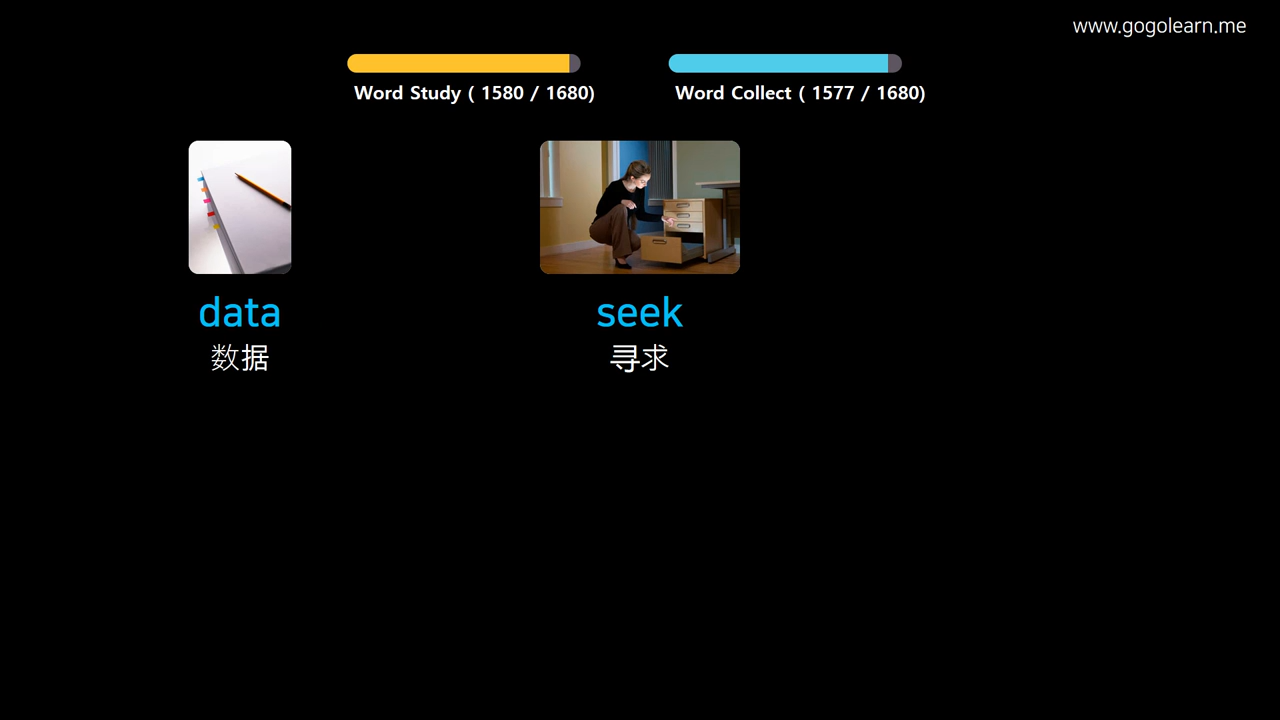 www.gogolearn.me
Word Study ( 1580 / 1680)
Word Collect ( 1577 / 1680)
data
数据
seek
寻求